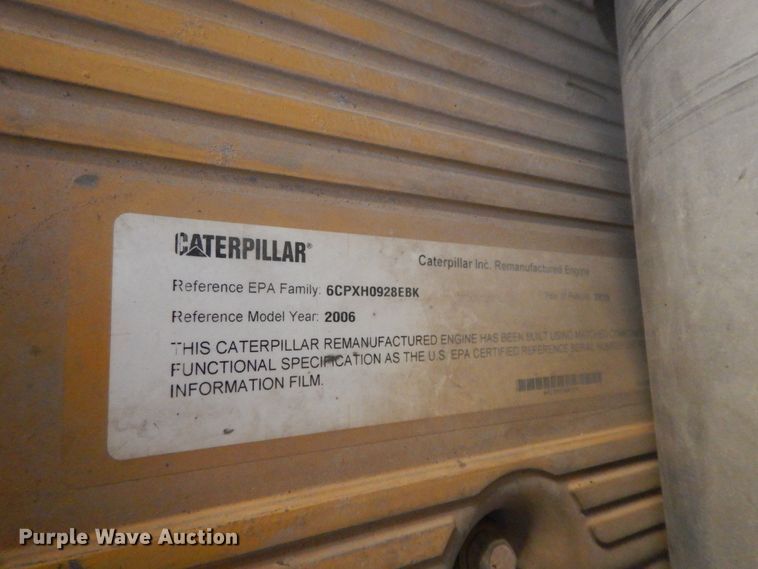 CATERPILLAR®
Caterpillar Inc. Remanufactured Engine
Reference EPA Family: 6CPXH0928EBK
Reference Model Year: 2006
THIS CATERPILLAR REMANUFACTURED ENGINE HAS BEEN BUILT USING MATCHED
FUNCTIONAL SPECIFICATION AS THE U.S. EPA CERTIFIED REFERENCE SERIAL
INFORMATION FILM.
Purple Wave Auction